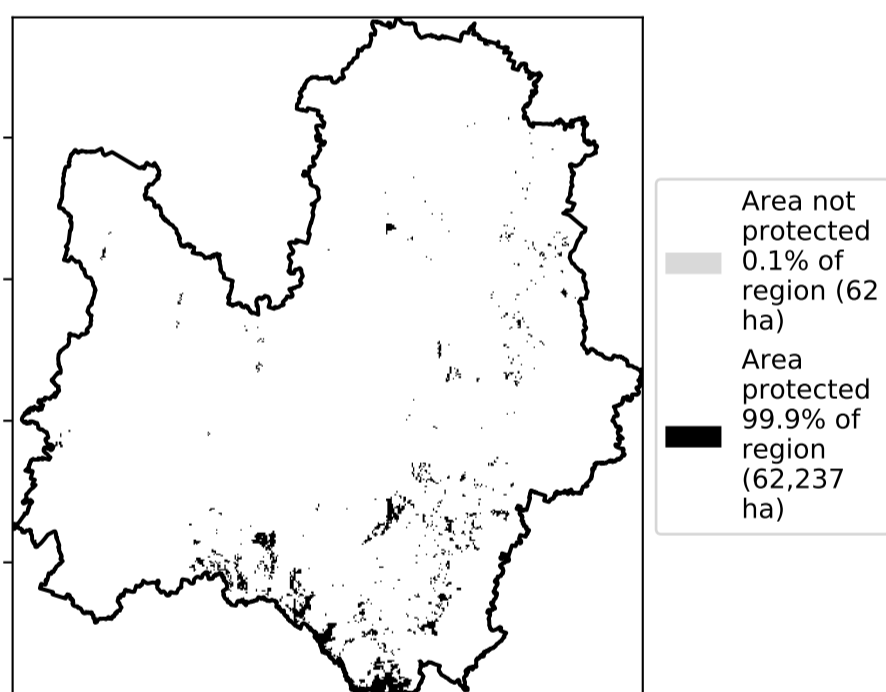 Area not
protected
0.1% of
region (62
ha)
Area
protected
99.9% of
region
(62,237
ha)